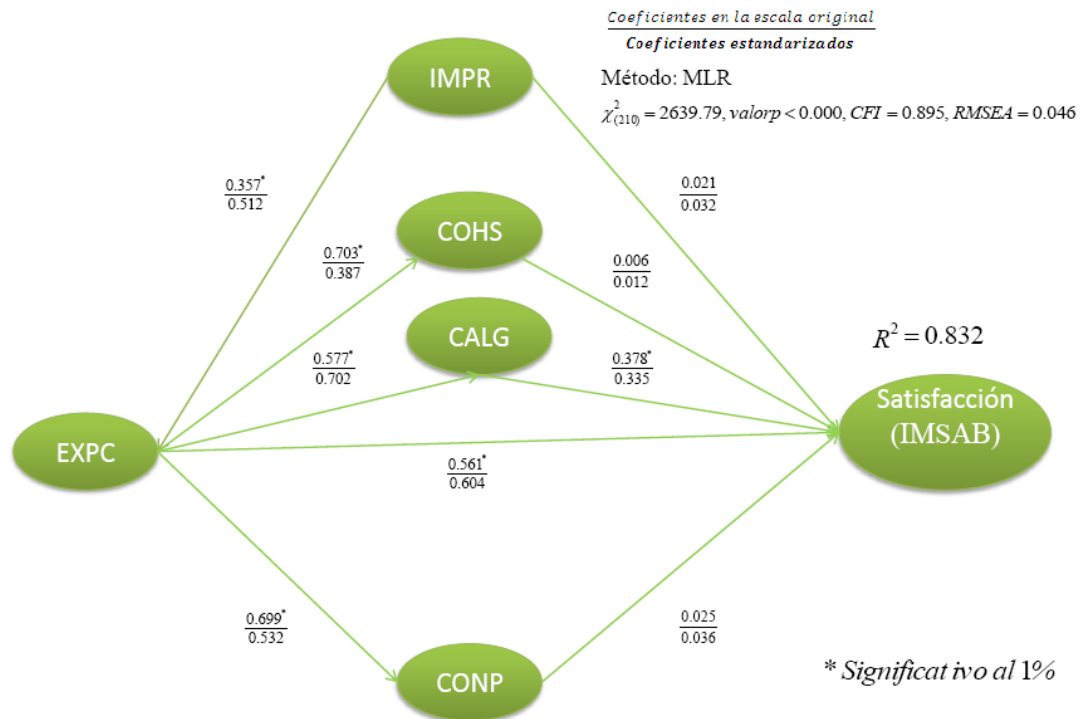 Coeficientes en la escala original
Coeficientes estandarizados
IMPR
Método: MLR
χ²(210) = 2639.79, valorp < 0.000, CFI = 0.895, RMSEA = 0.046
0.357*
0.512
0.021
0.032
COHS
0.703*
0.387
0.006
0.012
CALG
R² = 0.832
0.577*
0.702
0.378*
0.335
Satisfacción
(IMSAB)
EXPC
0.561*
0.604
0.699*
0.532
0.025
0.036
CONP
* Significat ivo al 1%